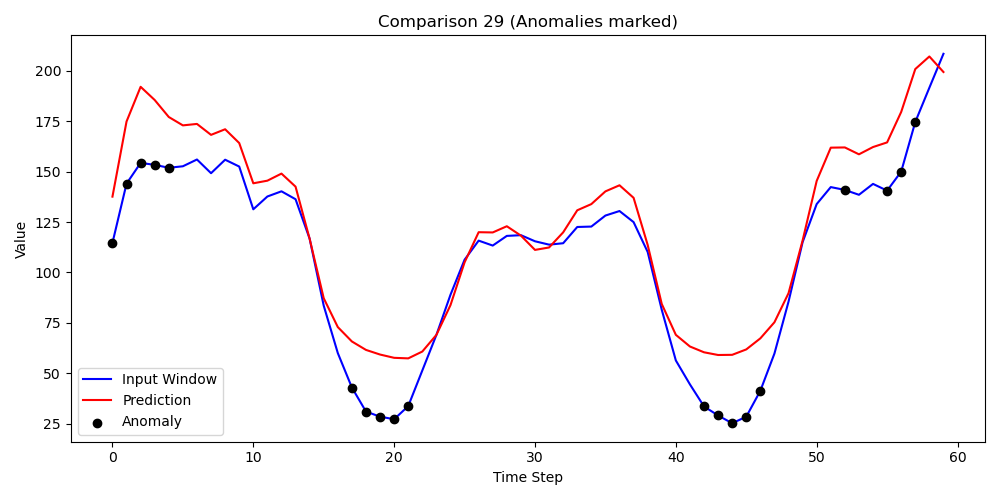 Comparison 29 (Anomalies marked)
Value
200
175
150
125
100
75
50
25
Input Window
Prediction
Anomaly
0 10 20 30 40 50 60
Time Step